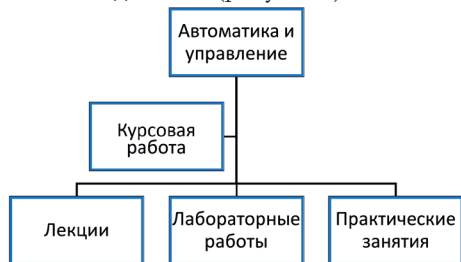 Автоматика и
управление
Курсовая
работа
Лекции
Лабораторные
работы
Практические
занятия